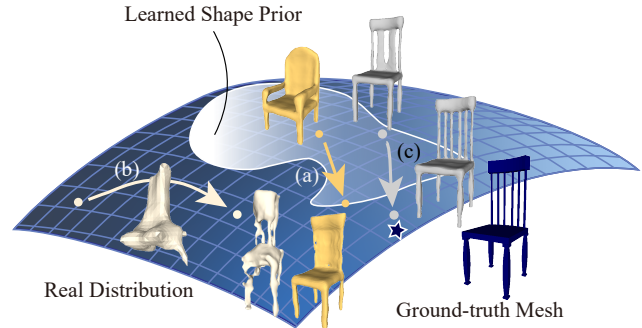 Learned Shape Prior
(c)
(b)
(a)
Real Distribution
Ground-truth Mesh